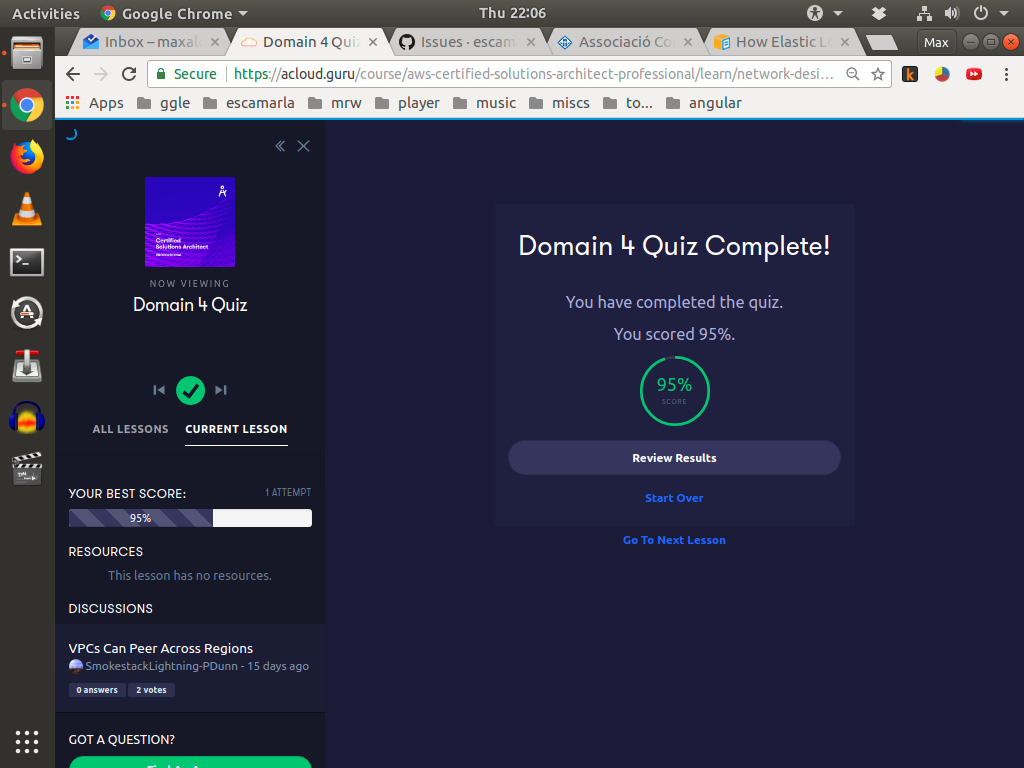 Activities
Google Chrome
Thu 22:06
Inbox – maxal
Domain 4 Quiz
Issues · escam
Associació Co
How Elastic L
Max
Secure
https://acloud.guru/course/aws-certified-solutions-architect-professional/learn/network-desi...
Apps
ggle
escamarla
mrw
player
music
miscs
to...
angular
Certified
Solutions Architect
NOW VIEWING
Domain 4 Quiz
ALL LESSONS
CURRENT LESSON
YOUR BEST SCORE:
1 ATTEMPT
95%
RESOURCES
This lesson has no resources.
DISCUSSIONS
VPCs Can Peer Across Regions
SmokestackLightning-PDunn - 15 days ago
0 answers
2 votes
GOT A QUESTION?
Domain 4 Quiz Complete!
You have completed the quiz.
You scored 95%.
95%
SCORE
Review Results
Start Over
Go To Next Lesson